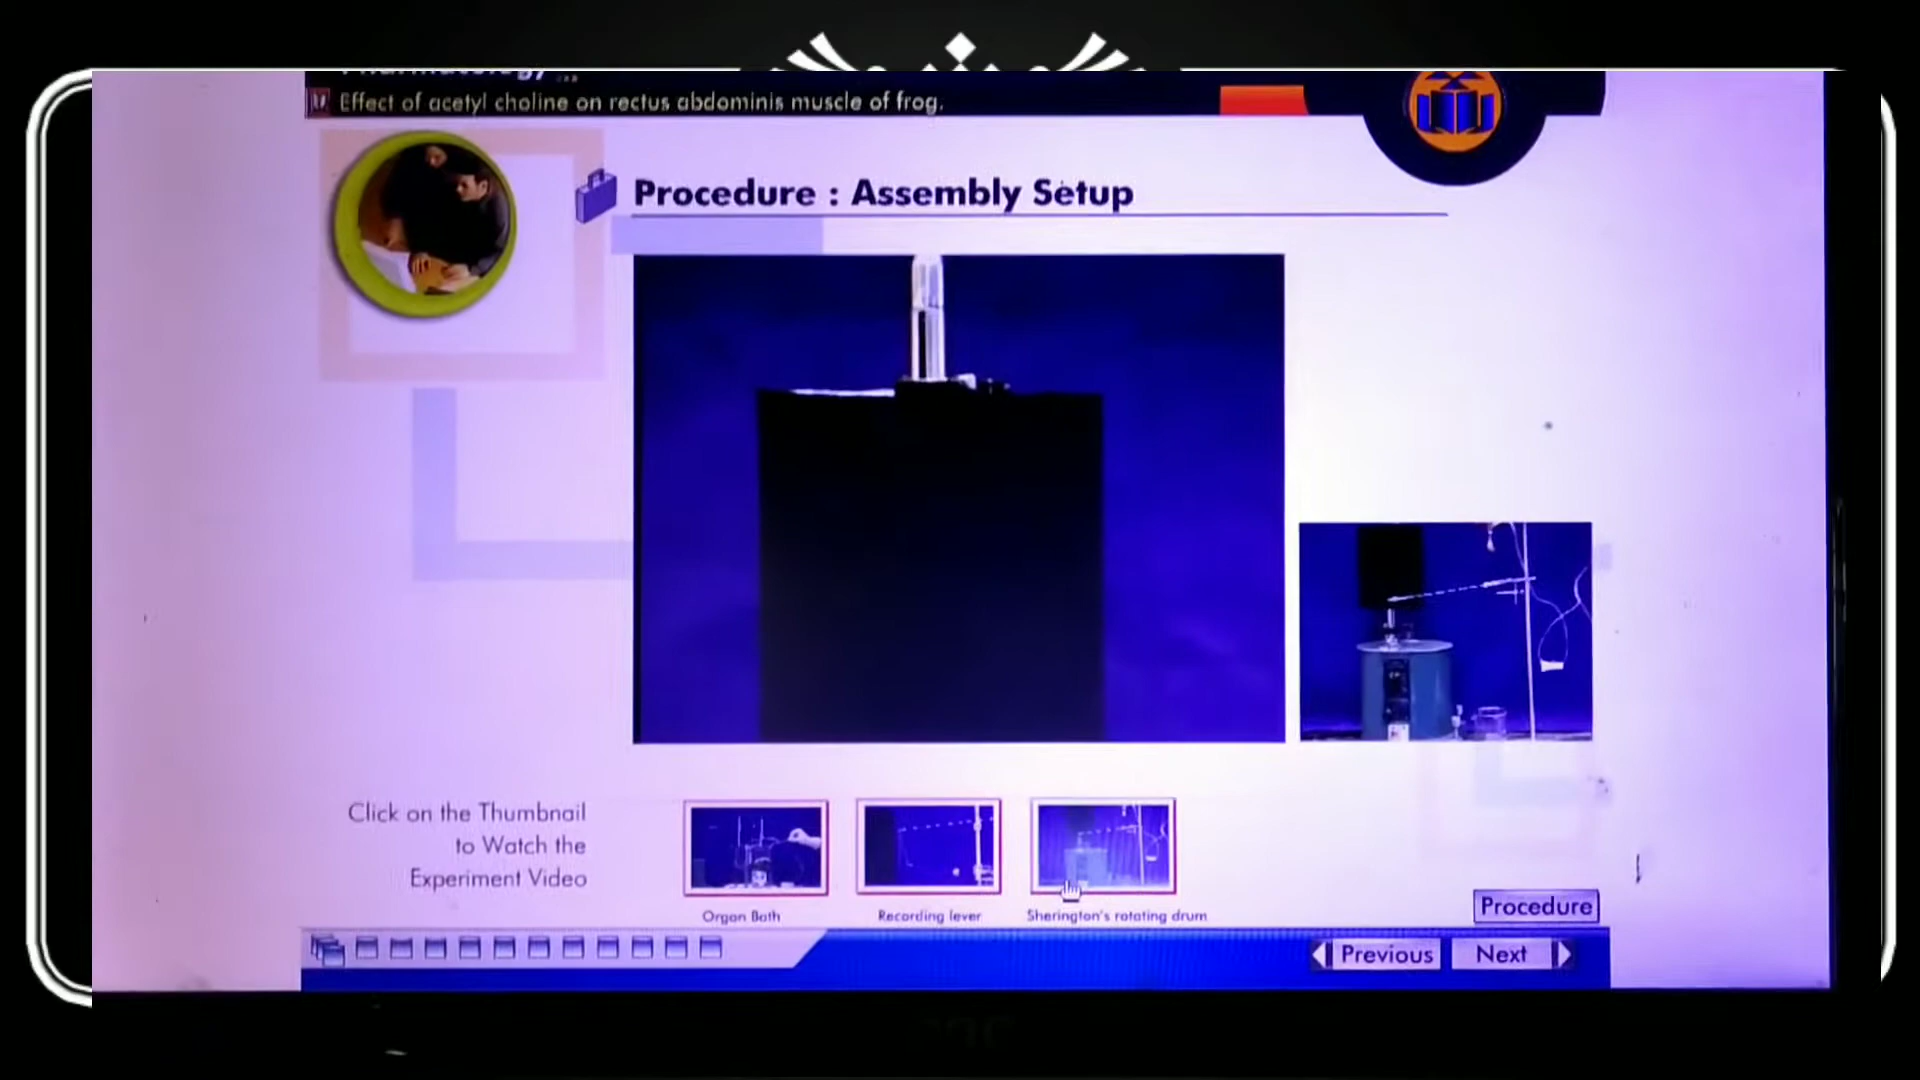 Pharmacology ...
Effect of acetyl choline on rectus abdominis muscle of frog.
Procedure : Assembly Setup
Click on the Thumbnail
to Watch the
Experiment Video
Organ Bath
Recording lever
Sherington's rotating drum
Procedure
Previous
Next